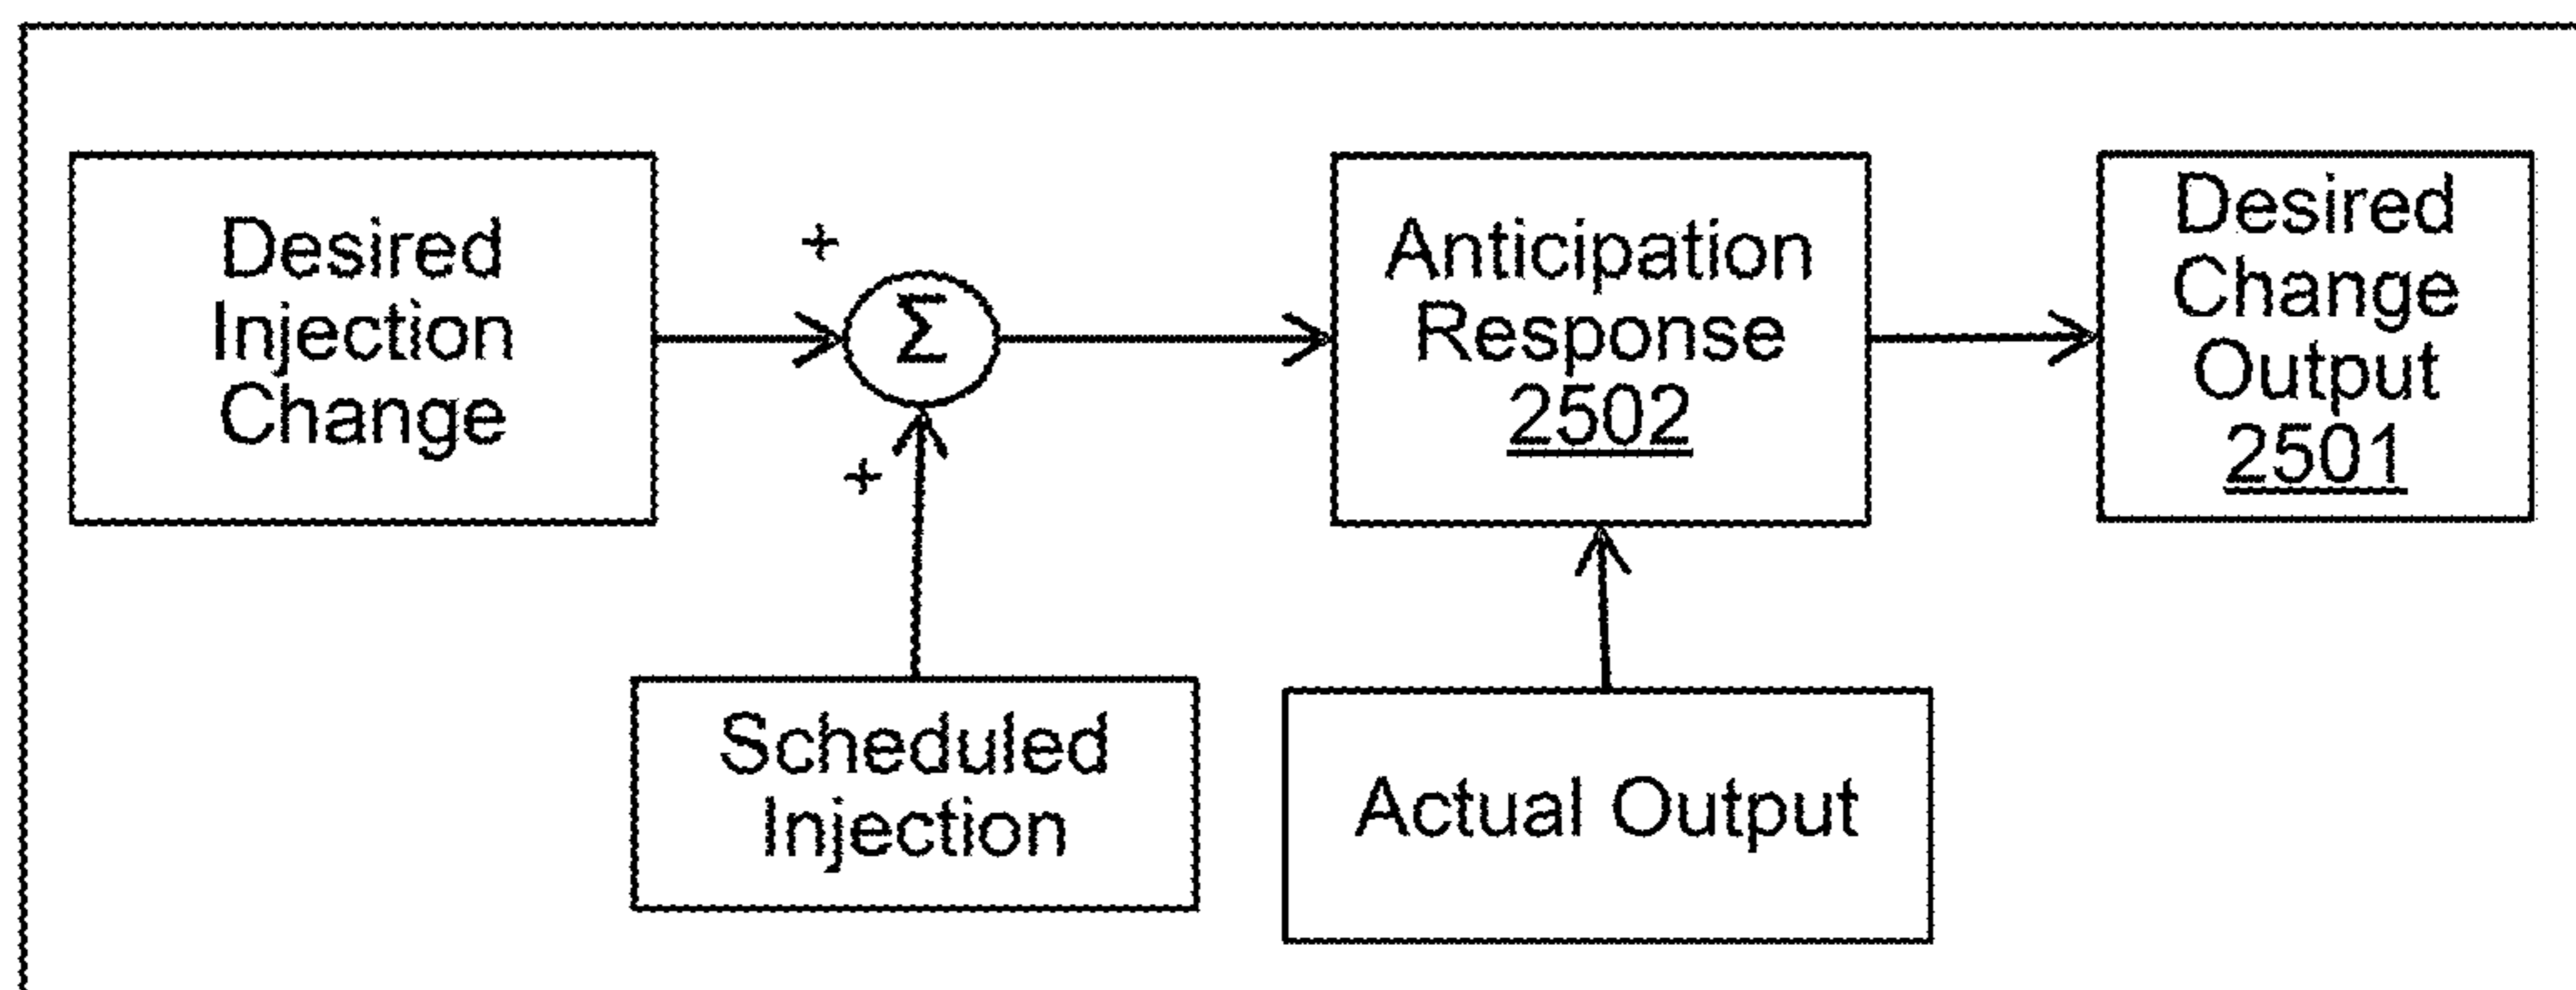 Desired
Injection
Change
+
Σ
+
Anticipation
Response
2502
Desired
Change
Output
2501
Scheduled
Injection
Actual Output